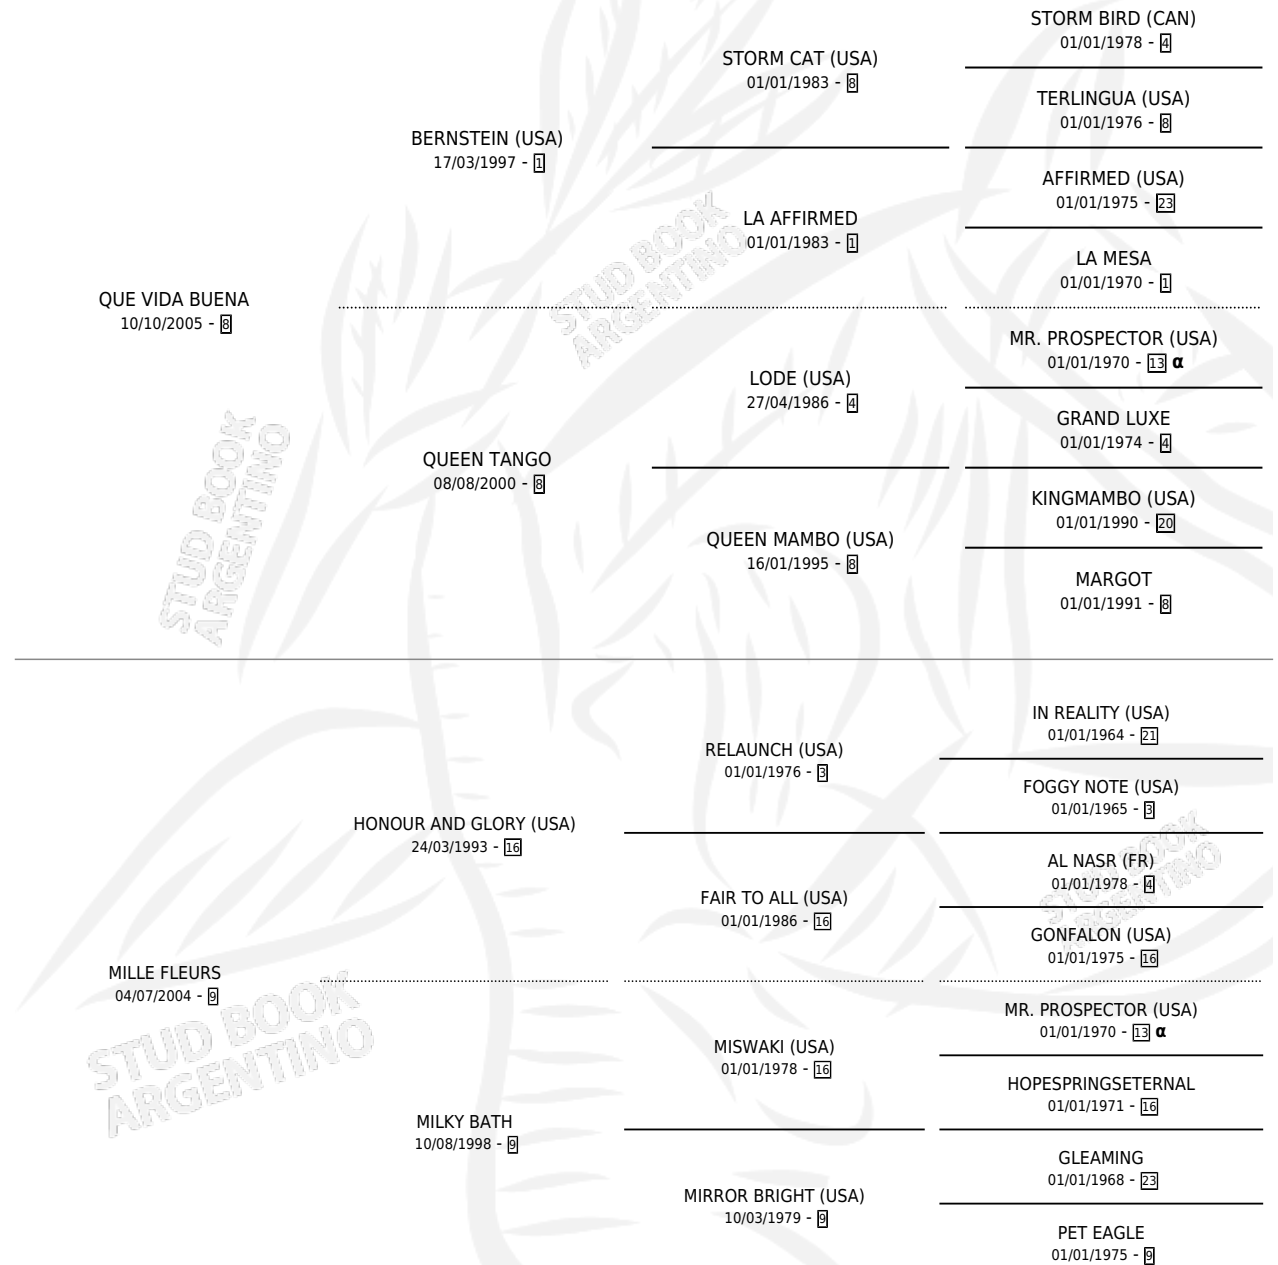 STORM BIRD (CAN)
01/01/1978 - 4
STORM CAT (USA)
01/01/1983 - 8
TERLINGUA (USA)
01/01/1976 - 8
BERNSTEIN (USA)
17/03/1997 - 1
AFFIRMED (USA)
01/01/1975 - 23
LA AFFIRMED
01/01/1983 - 1
LA MESA
01/01/1970 - 1
QUE VIDA BUENA
10/10/2005 - 8
MR. PROSPECTOR (USA)
01/01/1970 - 13 α
LODE (USA)
27/04/1986 - 4
GRAND LUXE
01/01/1974 - 4
QUEEN TANGO
08/08/2000 - 8
KINGMAMBO (USA)
01/01/1990 - 20
QUEEN MAMBO (USA)
16/01/1995 - 8
MARGOT
01/01/1991 - 8
IN REALITY (USA)
01/01/1964 - 21
RELAUNCH (USA)
01/01/1976 - 3
FOGGY NOTE (USA)
01/01/1965 - 3
HONOUR AND GLORY (USA)
24/03/1993 - 16
AL NASR (FR)
01/01/1978 - 4
FAIR TO ALL (USA)
01/01/1986 - 16
GONFALON (USA)
01/01/1975 - 16
MILLE FLEURS
04/07/2004 - 9
MR. PROSPECTOR (USA)
01/01/1970 - 13 α
MISWAKI (USA)
01/01/1978 - 16
HOPESPRINGSETERNAL
01/01/1971 - 16
MILKY BATH
10/08/1998 - 9
GLEAMING
01/01/1968 - 23
MIRROR BRIGHT (USA)
10/03/1979 - 9
PET EAGLE
01/01/1975 - 9
STUD BOOK
ARGENTINO
STUD BOOK
ARGENTINO
STUD BOOK
ARGENTINO
STUD BOOK
ARGENTINO